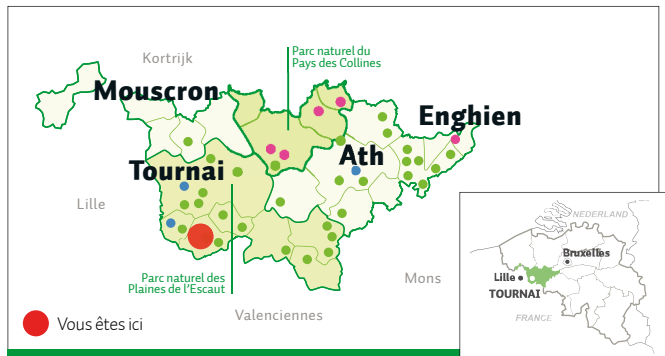 Kortrijk
Parc naturel du
Pays des Collines
Mouscron
Enghien
Ath
Tournai
Lille
Parc naturel des
Plaines de l'Escaut
Mons
Valenciennes
Vous êtes ici
NEDERLAND
Bruxelles
Lille
TOURNAI
FRANCE